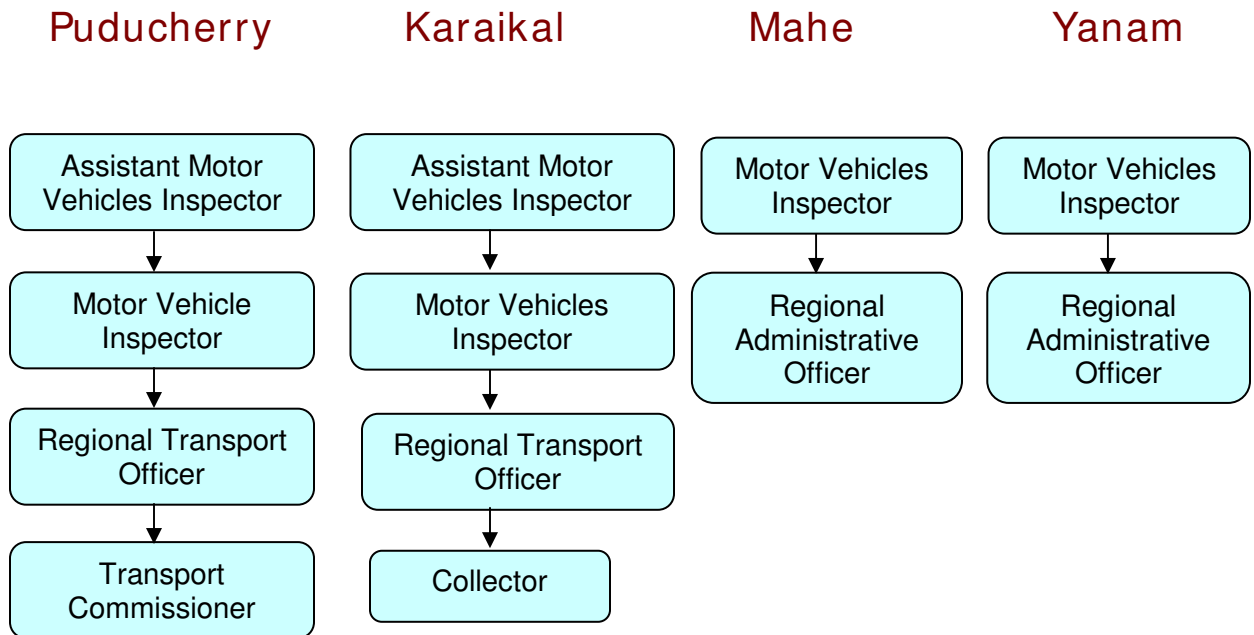 Puducherry
Karaikal
Mahe
Yanam
Assistant Motor
Vehicles Inspector
Motor Vehicle
Inspector
Regional Transport
Officer
Transport
Commissioner
Assistant Motor
Vehicles Inspector
Motor Vehicles
Inspector
Regional Transport
Officer
Collector
Motor Vehicles
Inspector
Regional
Administrative
Officer
Motor Vehicles
Inspector
Regional
Administrative
Officer